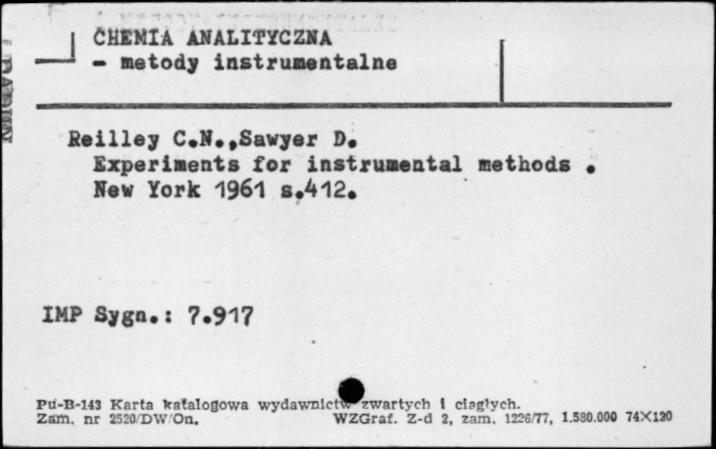 CHEMIA ANALITYCZNA
- metody instrumentalne
Reilley C.N.,Sawyer D.
Experiments for instrumental methods .
New York 1961 s.412.
IMP Sygn.: 7.917
Pu-B-143 Karta katalogowa wydawnictw zwartych i ciągłych.
Zam. nr 2520/DW/On. WZGraf. Z-d 2, zam. 1226/77, 1.580.000 74X120